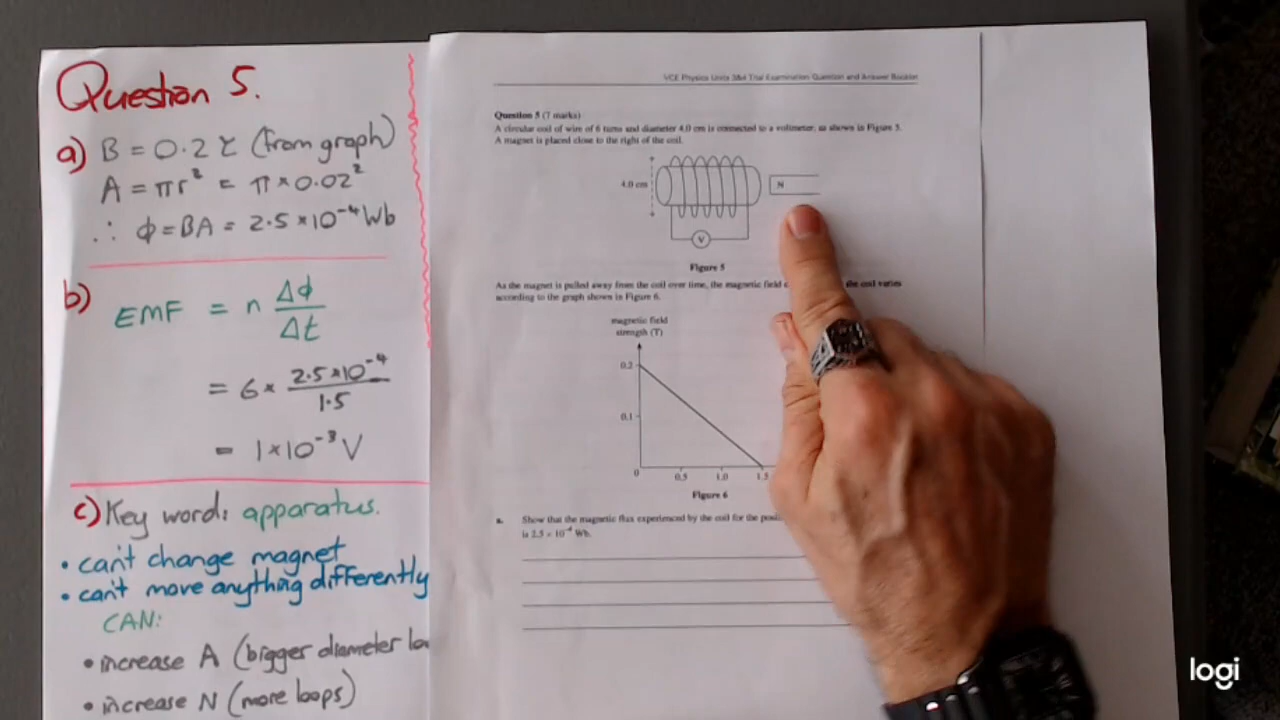 Question 5.
a) B = 0.2 T (from graph)
A = πr² = π × 0.02²
∴ ϕ = BA = 2.5 × 10⁻⁴ Wb
b) EMF = n Δϕ / Δt
= 6 × 2.5 × 10⁻⁴ / 1.5
= 1 × 10⁻³ V
c) Key word: apparatus.
• can't change magnet
• can't move anything differently
CAN:
• increase A (bigger diameter
• increase N (more loops)
VCE Physics Units 3&4 Trial Examination Question and Answer Booklet
Question 5 (7 marks)
A circular coil of wire of 6 turns and diameter 4.0 cm is connected to a voltmeter, as shown in Figure 5.
A magnet is placed close to the right of the coil.
4.0 cm
N
V
Figure 5
As the magnet is pulled away from the coil over time, the magnetic field the coil varies
according to the graph shown in Figure 6.
magnetic field
strength (T)
0.2
0.1
0 0.5 1.0 1.5
Figure 6
a. Show that the magnetic flux experienced by the coil for the
is 2.5 × 10⁻⁴ Wb.
logi